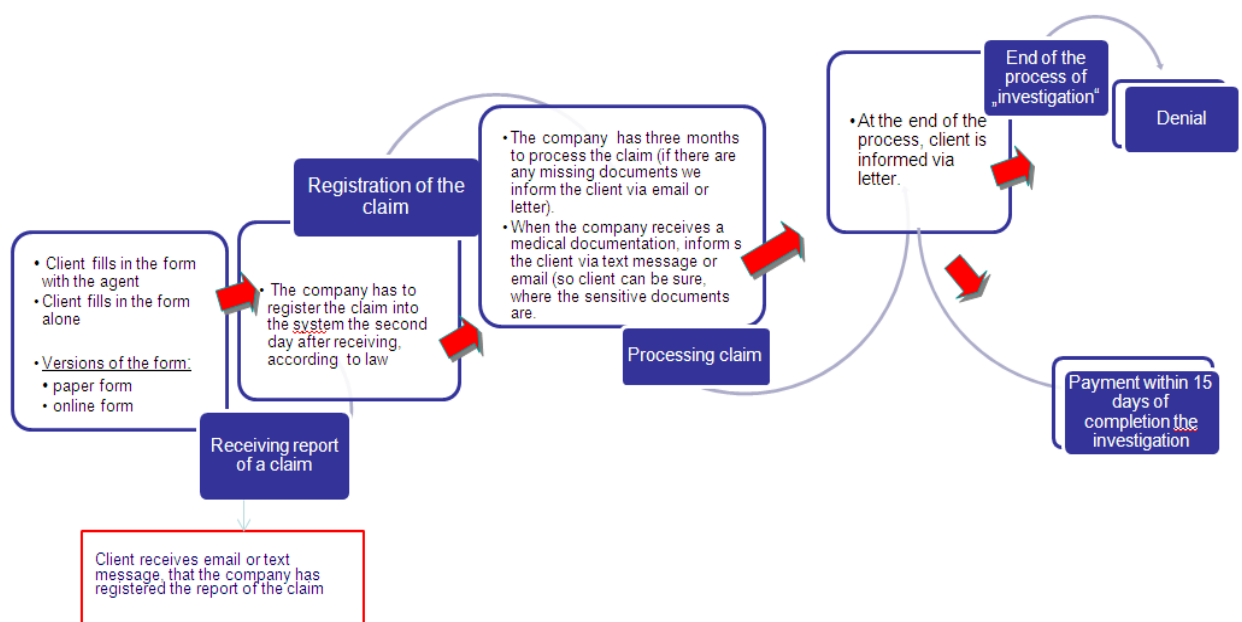 • Client fills in the form
with the agent
• Client fills in the form
alone
• Versions of the form:
• paper form
• online form
Receiving report
of a claim
Client receives email or text
message, that the company has
registered the report of the claim
Registration of the
claim
• The company has to
register the claim into
the system the second
day after receiving,
according to law
• The company has three months
to process the claim (if there are
any missing documents we
inform the client via email or
letter).
• When the company receives a
medical documentation, inform s
the client via text message or
email (so client can be sure,
where the sensitive documents
are.
Processing claim
• At the end of the
process, client is
informed via
letter.
End of the
process of
„investigation“
Denial
Payment within 15
days of
completion the
investigation